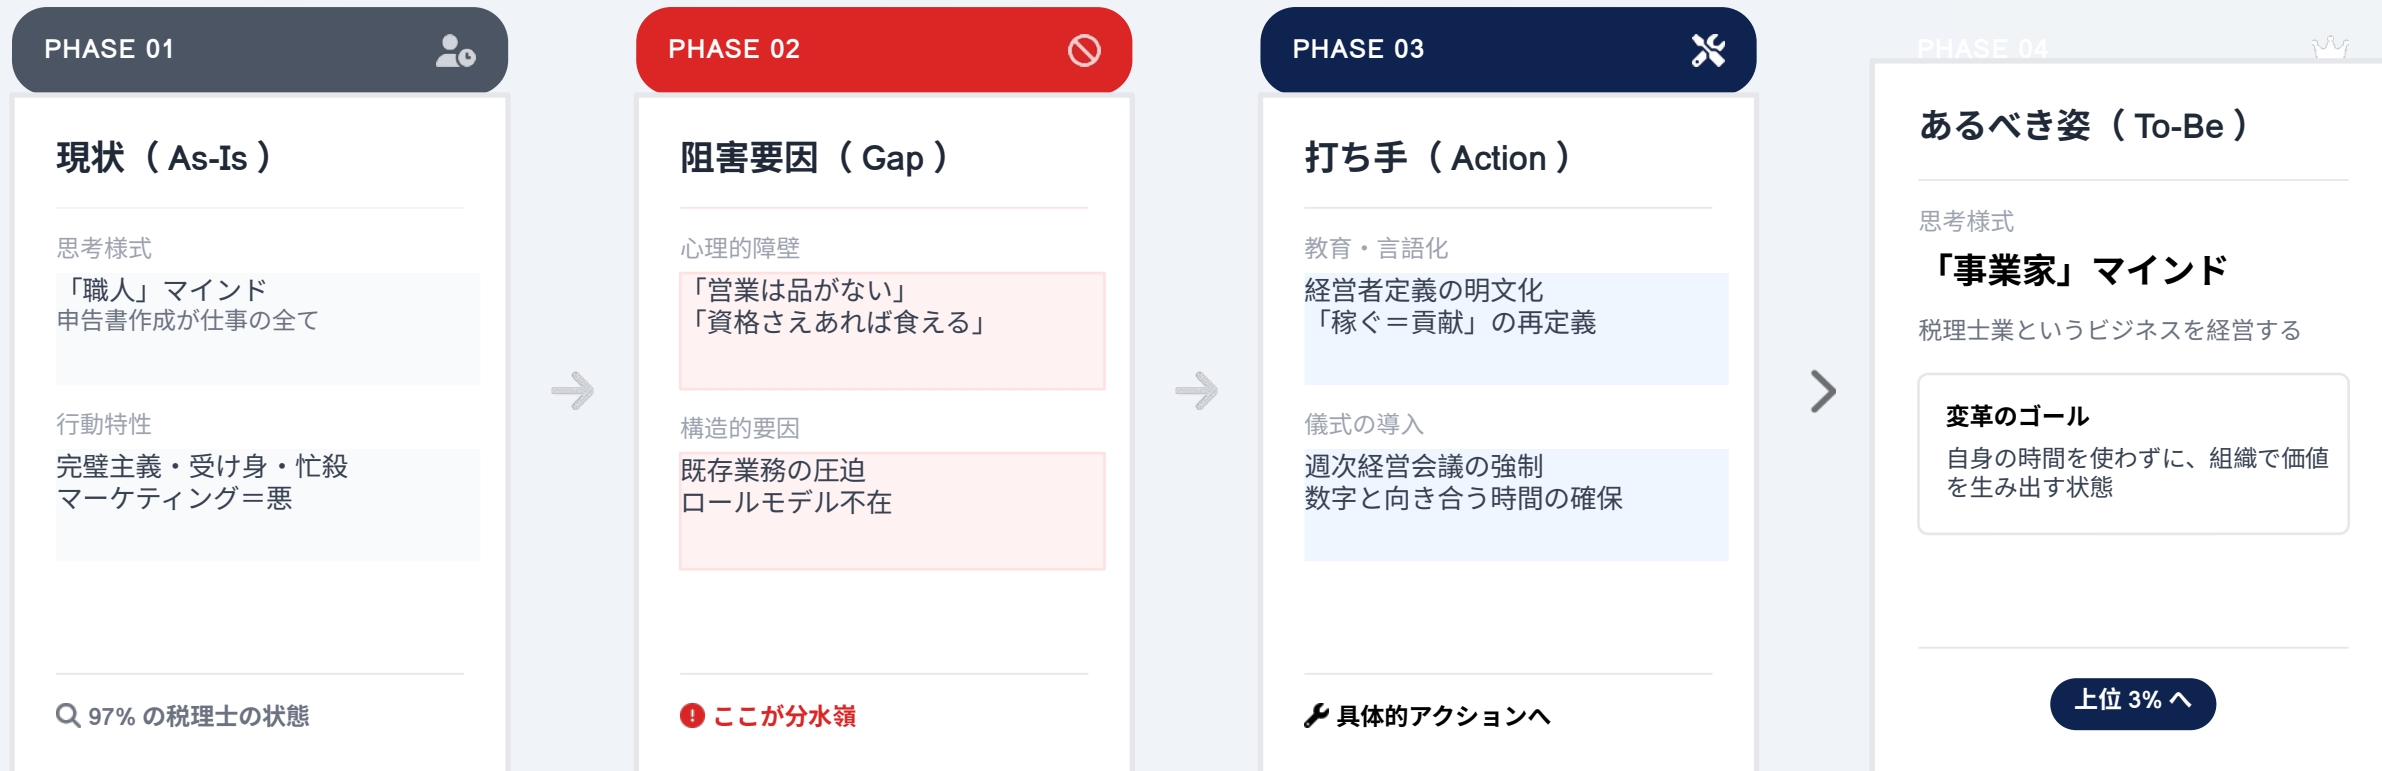 PHASE 01
現状（ As-Is ）
思考様式
「職人」マインド
申告書作成が仕事の全て
行動特性
完璧主義・受け身・忙殺
マーケティング＝悪
97% の税理士の状態
PHASE 02
阻害要因（ Gap ）
心理的障壁
「営業は品がない」
「資格さえあれば食える」
構造的要因
既存業務の圧迫
ロールモデル不在
ここが分水嶺
PHASE 03
打ち手（ Action ）
教育・言語化
経営者定義の明文化
「稼ぐ＝貢献」の再定義
儀式の導入
週次経営会議の強制
数字と向き合う時間の確保
具体的アクションへ
PHASE 04
あるべき姿（ To-Be ）
思考様式
「事業家」マインド
税理士業というビジネスを経営する
変革のゴール
自身の時間を使わずに、組織で価値
を生み出す状態
上位 3% へ